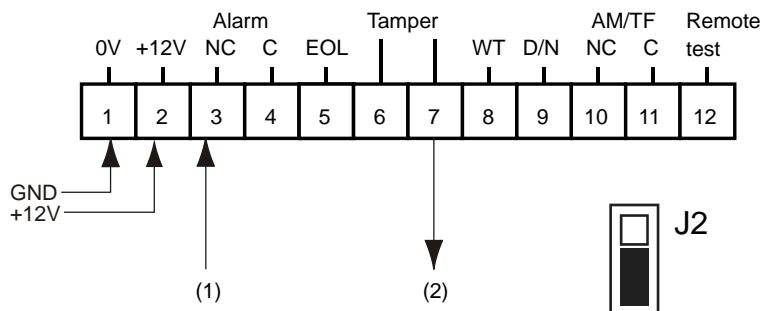 Alarm Tamper AM/TF Remote
0V +12V NC C EOL WT D/N NC C test
1 2 3 4 5 6 7 8 9 10 11 12
GND
+12V
J2
(1) (2)